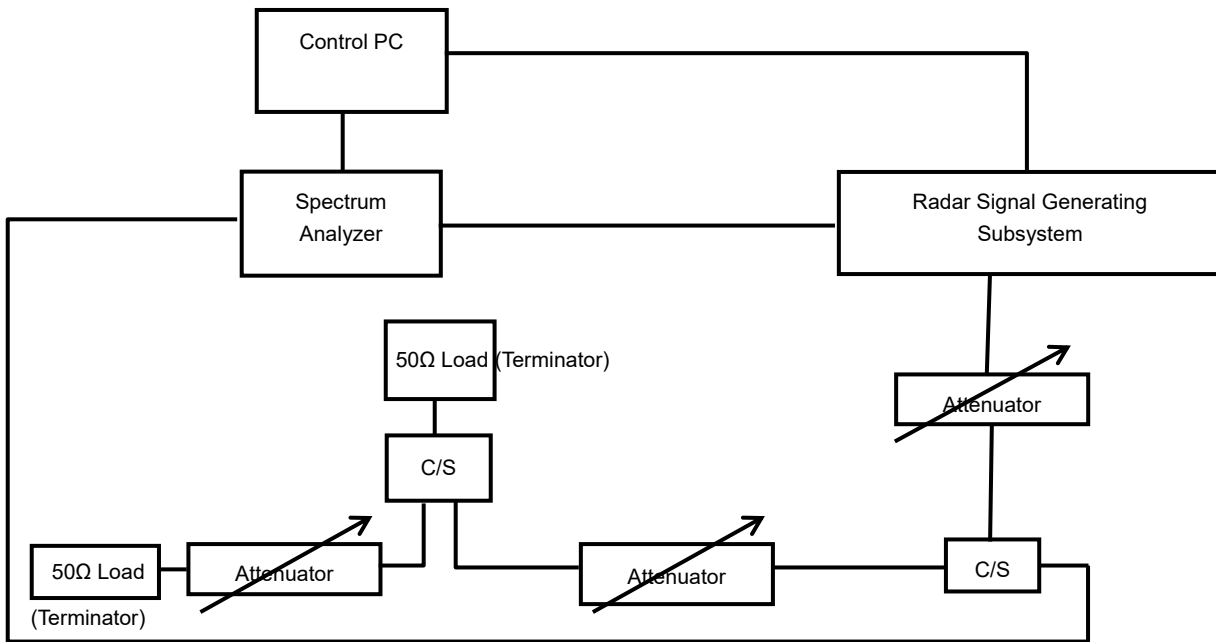 Control PC
Spectrum
Analyzer
Radar Signal Generating
Subsystem
50Ω Load (Terminator)
Attenuator
C/S
50Ω Load
(Terminator)
Attenuator
Attenuator
C/S